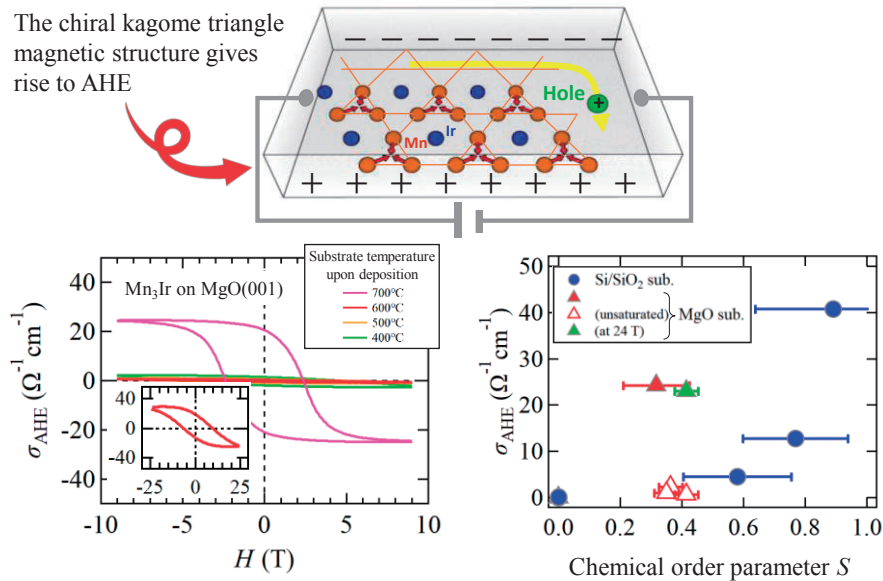 The chiral kagome triangle
magnetic structure gives
rise to AHE
Hole
+
Ir
Mn
Mn₃Ir on MgO(001)
Substrate temperature
upon deposition
700°C
600°C
500°C
400°C
σAHE (Ω⁻¹ cm⁻¹)
40
20
0
-20
-40
40
0
-40
-25
0
25
-10
-5
0
5
10
H (T)
Si/SiO₂ sub.
(unsaturated)
(at 24 T)
MgO sub.
σAHE (Ω⁻¹ cm⁻¹)
50
40
30
20
10
0
0.0
0.2
0.4
0.6
0.8
1.0
Chemical order parameter S